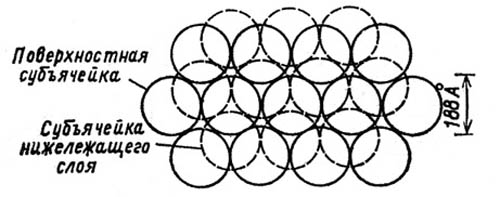 Поверхностная
субъячейка
Субъячейка
нижележащего
слоя
188 Å